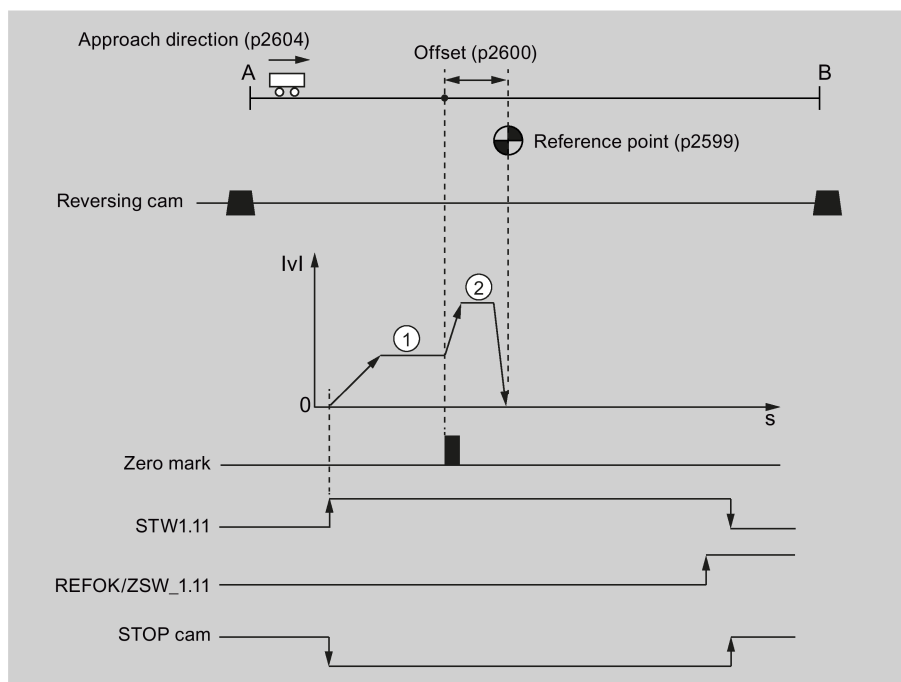 Approach direction (p2604)
Offset (p2600)
A
B
Reference point (p2599)
Reversing cam
IvI
2
1
0
s
Zero mark
STW1.11
REFOK/ZSW_1.11
STOP cam